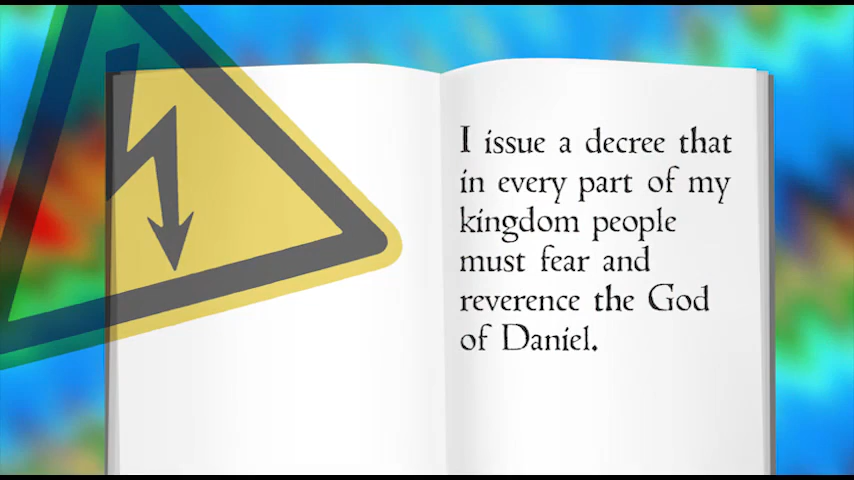 I issue a decree that
in every part of my
kingdom people
must fear and
reverence the God
of Daniel.